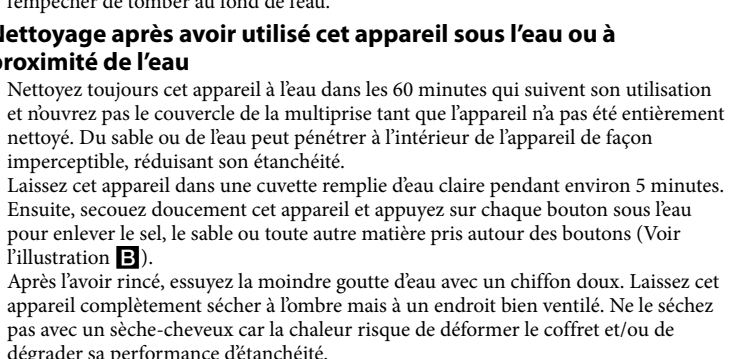 l'empêcher de tomber au fond de l'eau.
Nettoyage après avoir utilisé cet appareil sous l'eau ou à
proximité de l'eau
Nettoyez toujours cet appareil à l'eau dans les 60 minutes qui suivent son utilisation
et n'ouvrez pas le couvercle de la multiprise tant que l'appareil n'a pas été entièrement
nettoyé. Du sable ou de l'eau peut pénétrer à l'intérieur de l'appareil de façon
imperceptible, réduisant son étanchéité.
Laissez cet appareil dans une cuvette remplie d'eau claire pendant environ 5 minutes.
Ensuite, secouez doucement cet appareil et appuyez sur chaque bouton sous l'eau
pour enlever le sel, le sable ou toute autre matière pris autour des boutons (Voir
l'illustration B).
Après l'avoir rincé, essuyez la moindre goutte d'eau avec un chiffon doux. Laissez cet
appareil complètement sécher à l'ombre mais à un endroit bien ventilé. Ne le séchez
pas avec un sèche-cheveux car la chaleur risque de déformer le coffret et/ou de
dégrader sa performance d'étanchéité.